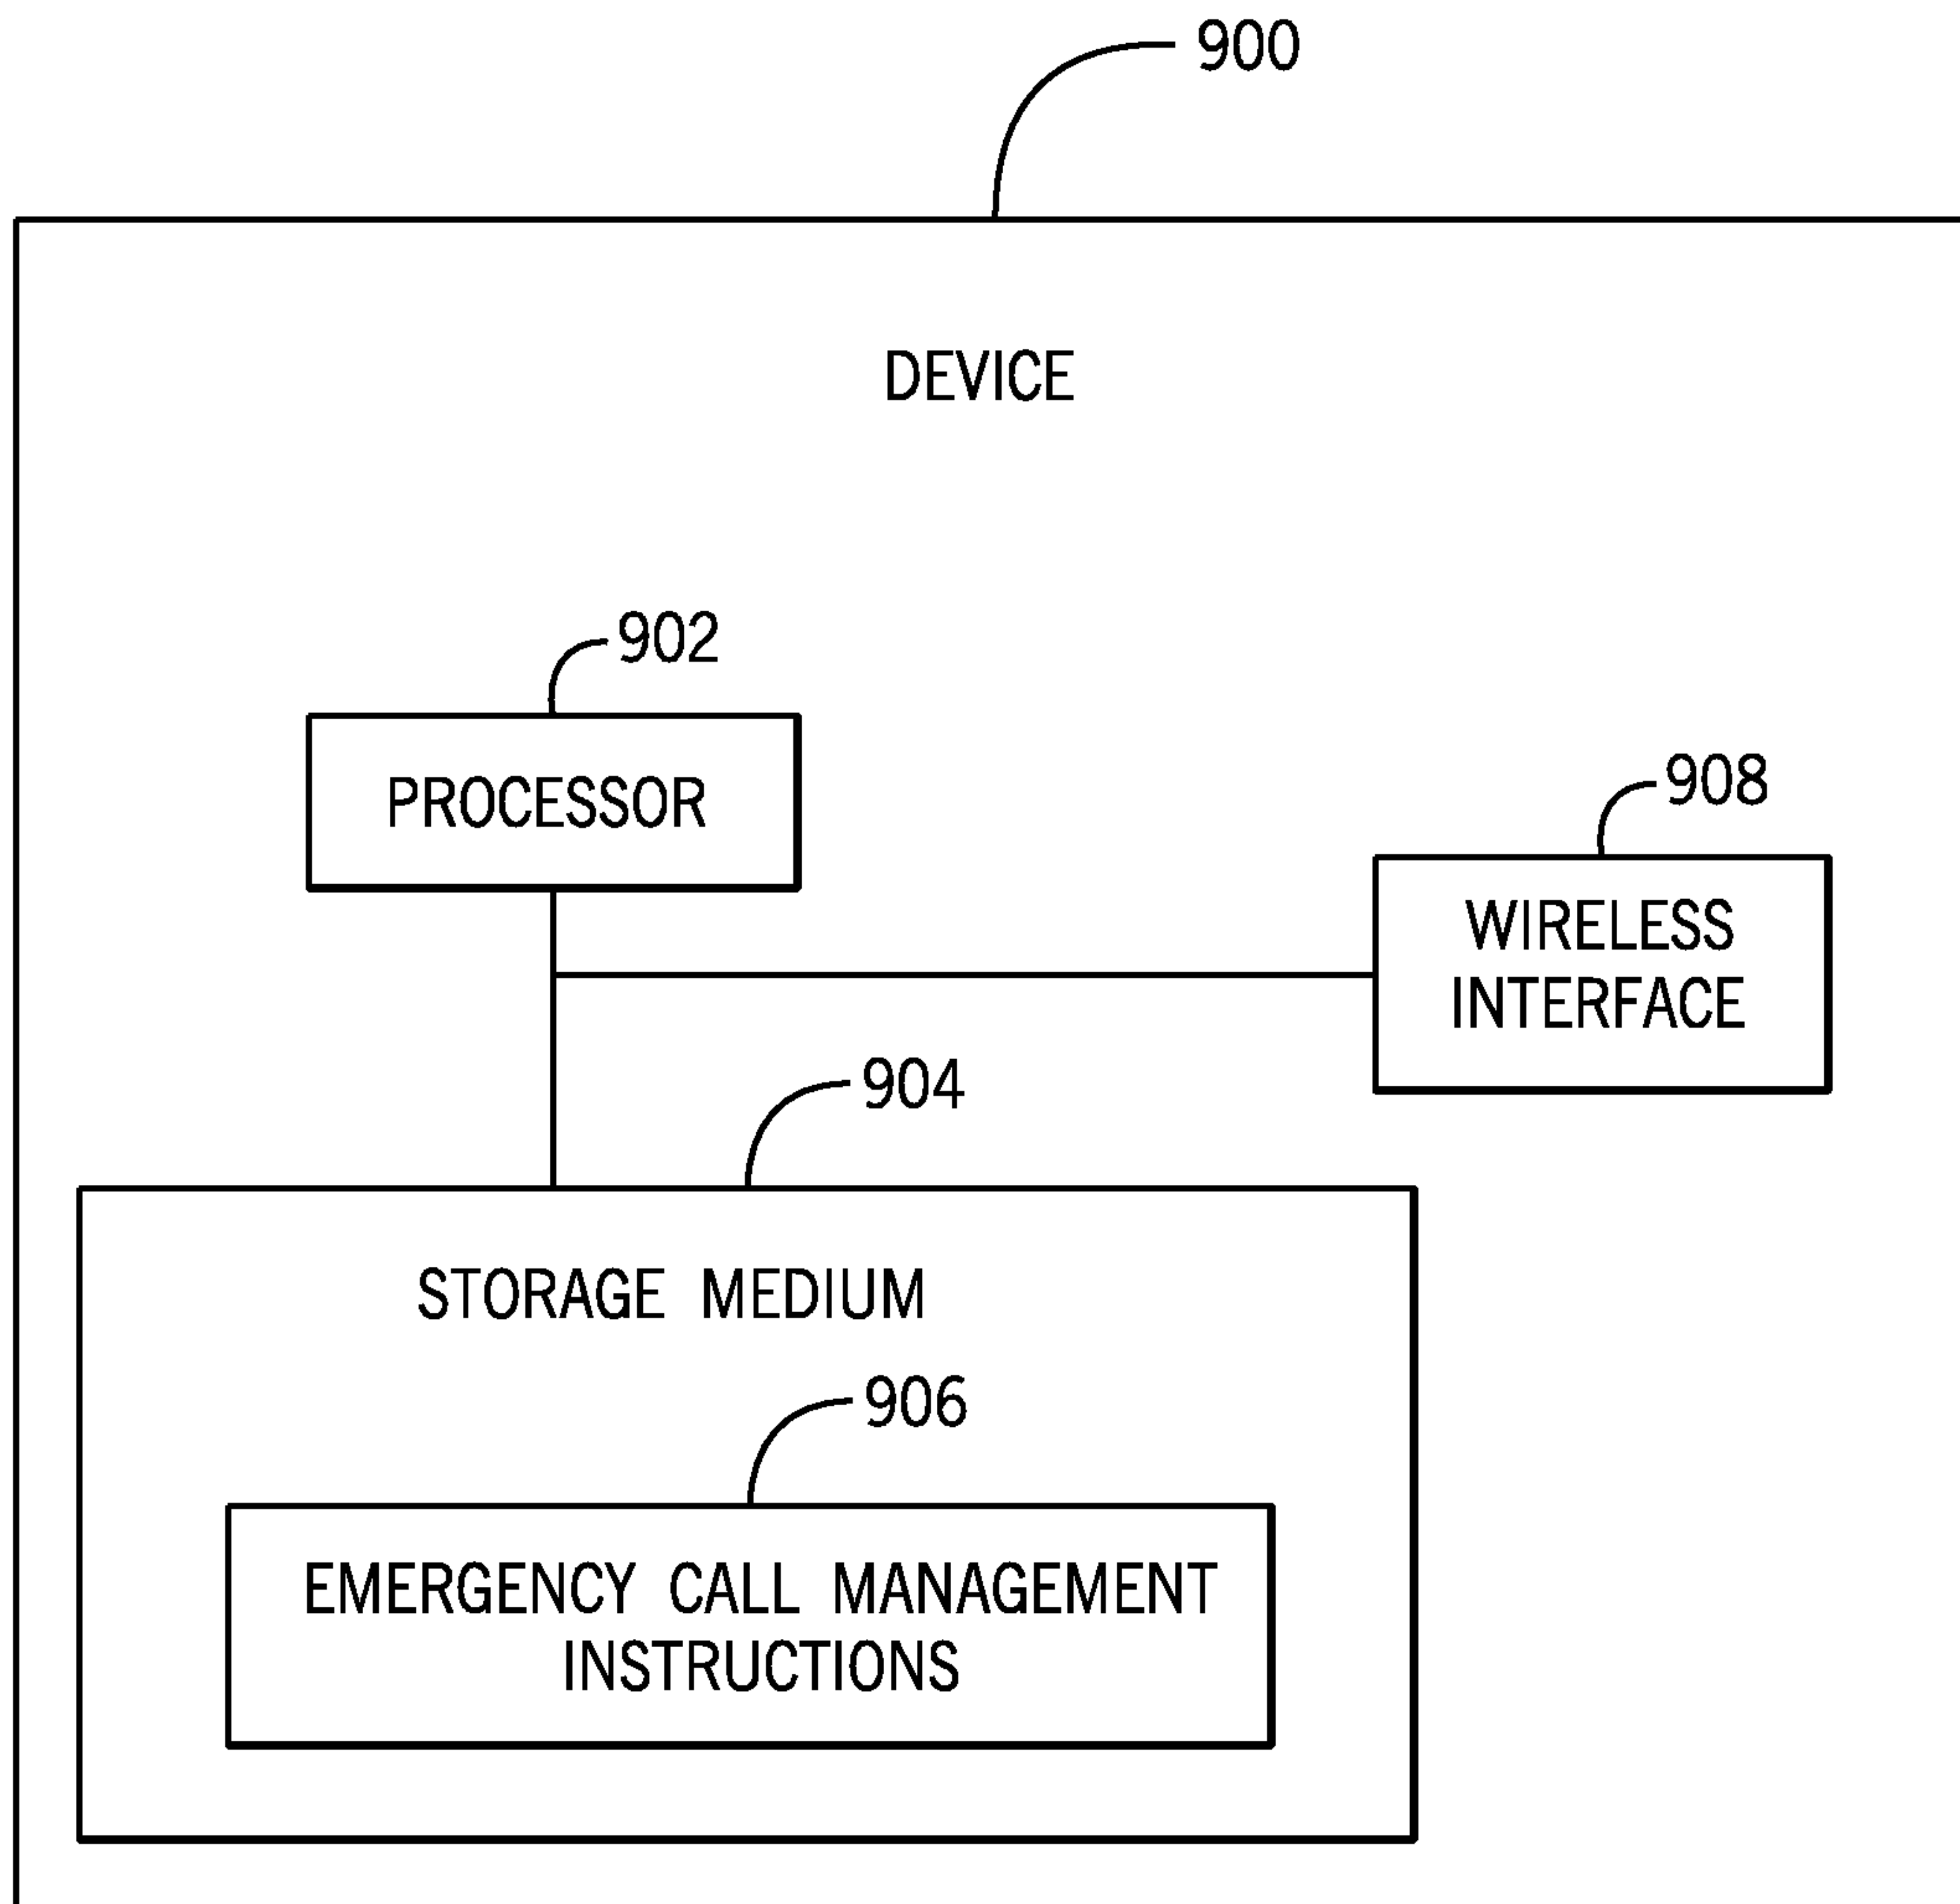 900
DEVICE
902
PROCESSOR
908
WIRELESS
INTERFACE
904
STORAGE MEDIUM
906
EMERGENCY CALL MANAGEMENT
INSTRUCTIONS